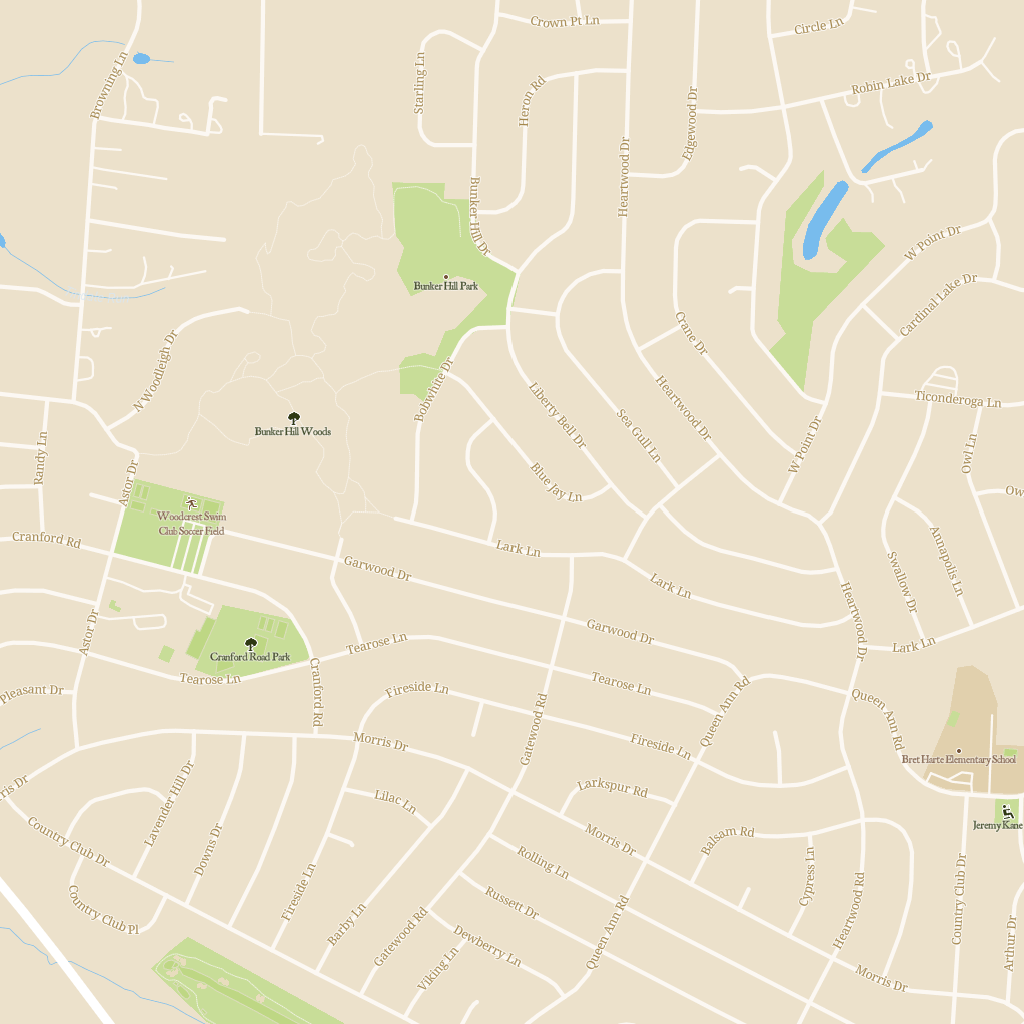 Crown Pt Ln
Circle Ln
Browning Ln
Starling Ln
Heron Rd
Robin Lake Dr
Edgewood Dr
Heartwood Dr
Bunker Hill Dr
W Point Dr
Bunker Hill Park
Cardinal Lake Dr
N Woodleigh Dr
Crane Dr
Bobwhite Dr
Liberty Bell Dr
Heartwood Dr
Ticonderoga Ln
Sea Gull Ln
Bunker Hill Woods
W Point Dr
Randy Ln
Owl Ln
Astor Dr
Blue Jay Ln
Ow
Woodcrest Swim
Club Soccer Field
Cranford Rd
Lark Ln
Garwood Dr
Annapolis Ln
Swallow Dr
Lark Ln
Heartwood Dr
Astor Dr
Garwood Dr
Tearose Ln
Lark Ln
Cranford Road Park
Tearose Ln
Pleasant Dr
Cranford Rd
Fireside Ln
Tearose Ln
Queen Ann Rd
Queen Ann Rd
Gatewood Rd
Morris Dr
Fireside Ln
Bret Harte Elementary School
ris Dr
Lavender Hill Dr
Lilac Ln
Larkspur Rd
Jeremy Kane
Country Club Dr
Downs Dr
Morris Dr
Balsam Rd
Rolling Ln
Cypress Ln
Fireside Ln
Country Club Pl
Russett Dr
Heartwood Rd
Country Club Dr
Barby Ln
Gatewood Rd
Dewberry Ln
Queen Ann Rd
Arthur Dr
Viking Ln
Morris Dr